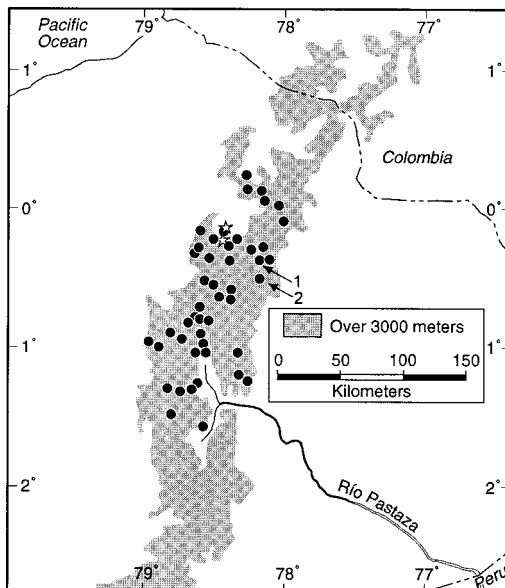 79 78 77
Pacific
Ocean
1˚ 1˚
Colombia
0˚ 0˚
1
2
Over 3000 meters
0 50 100 150
Kilometers
1˚ 1˚
Río Pastaza
2˚ 2˚
Peru
79 78 77